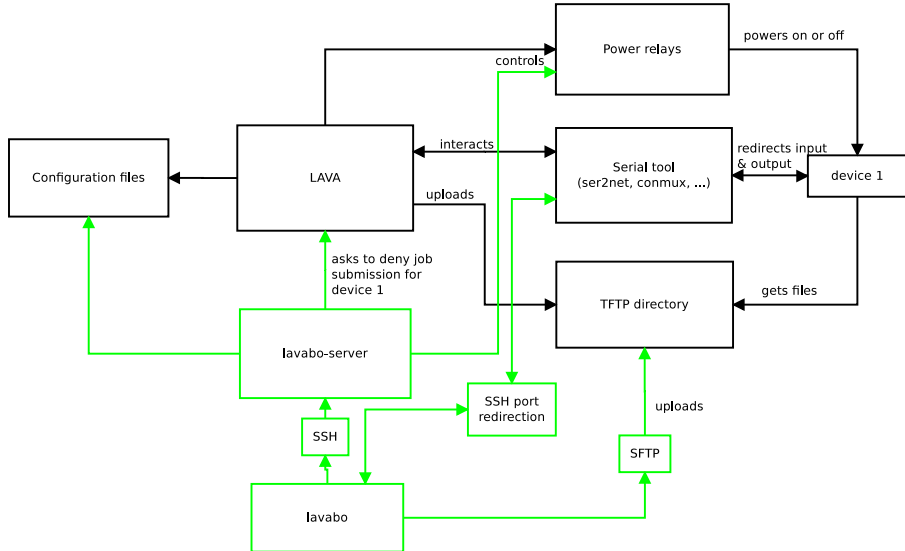 Power relays
powers on or off
controls
Configuration files
LAVA
interacts
Serial tool
(ser2net, conmux, ...)
redirects input
& output
device 1
uploads
asks to deny job
submission for
device 1
TFTP directory
gets files
lavabo-server
SSH port
redirection
uploads
SSH
SFTP
lavabo